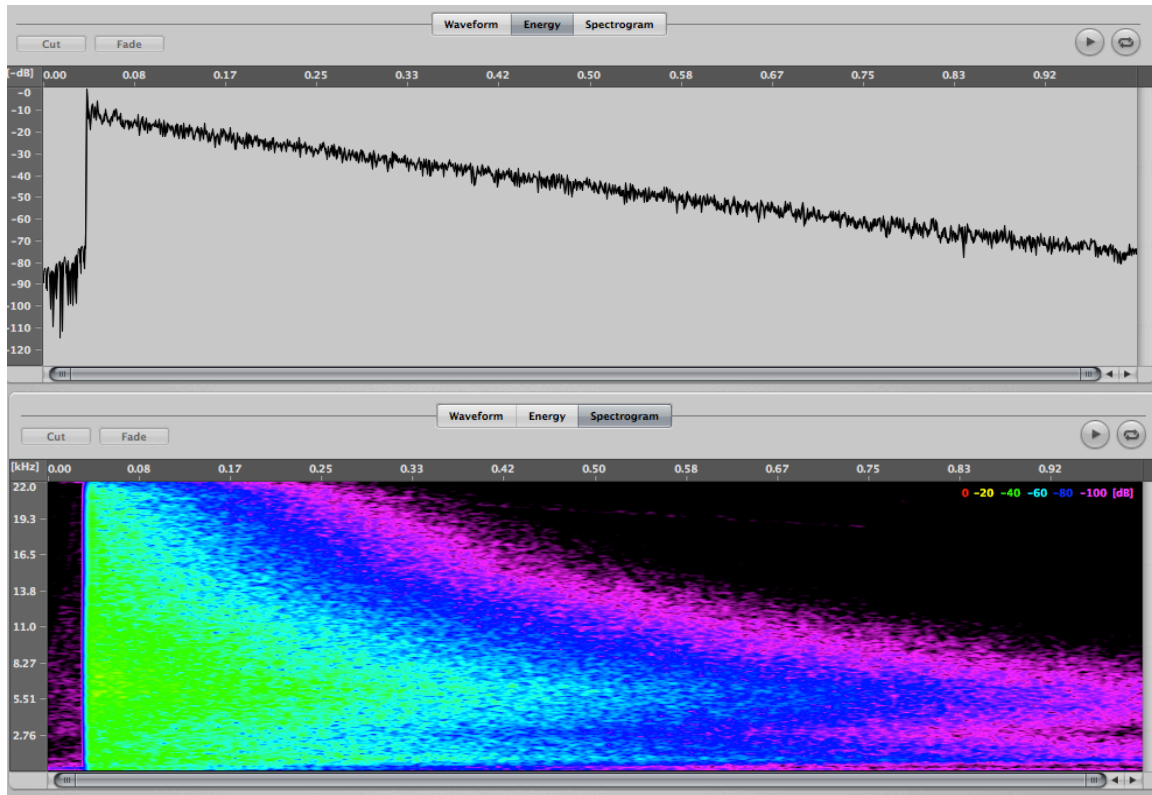 Waveform Energy Spectrogram
Cut Fade
[-dB] 0.00 0.08 0.17 0.25 0.33 0.42 0.50 0.58 0.67 0.75 0.83 0.92
-0
-10
-20
-30
-40
-50
-60
-70
-80
-90
-100
-110
-120
Waveform Energy Spectrogram
Cut Fade
[kHz] 0.00 0.08 0.17 0.25 0.33 0.42 0.50 0.58 0.67 0.75 0.83 0.92
22.0 0 -20 -40 -60 -80 -100 [dB]
19.3
16.5
13.8
11.0
8.27
5.51
2.76